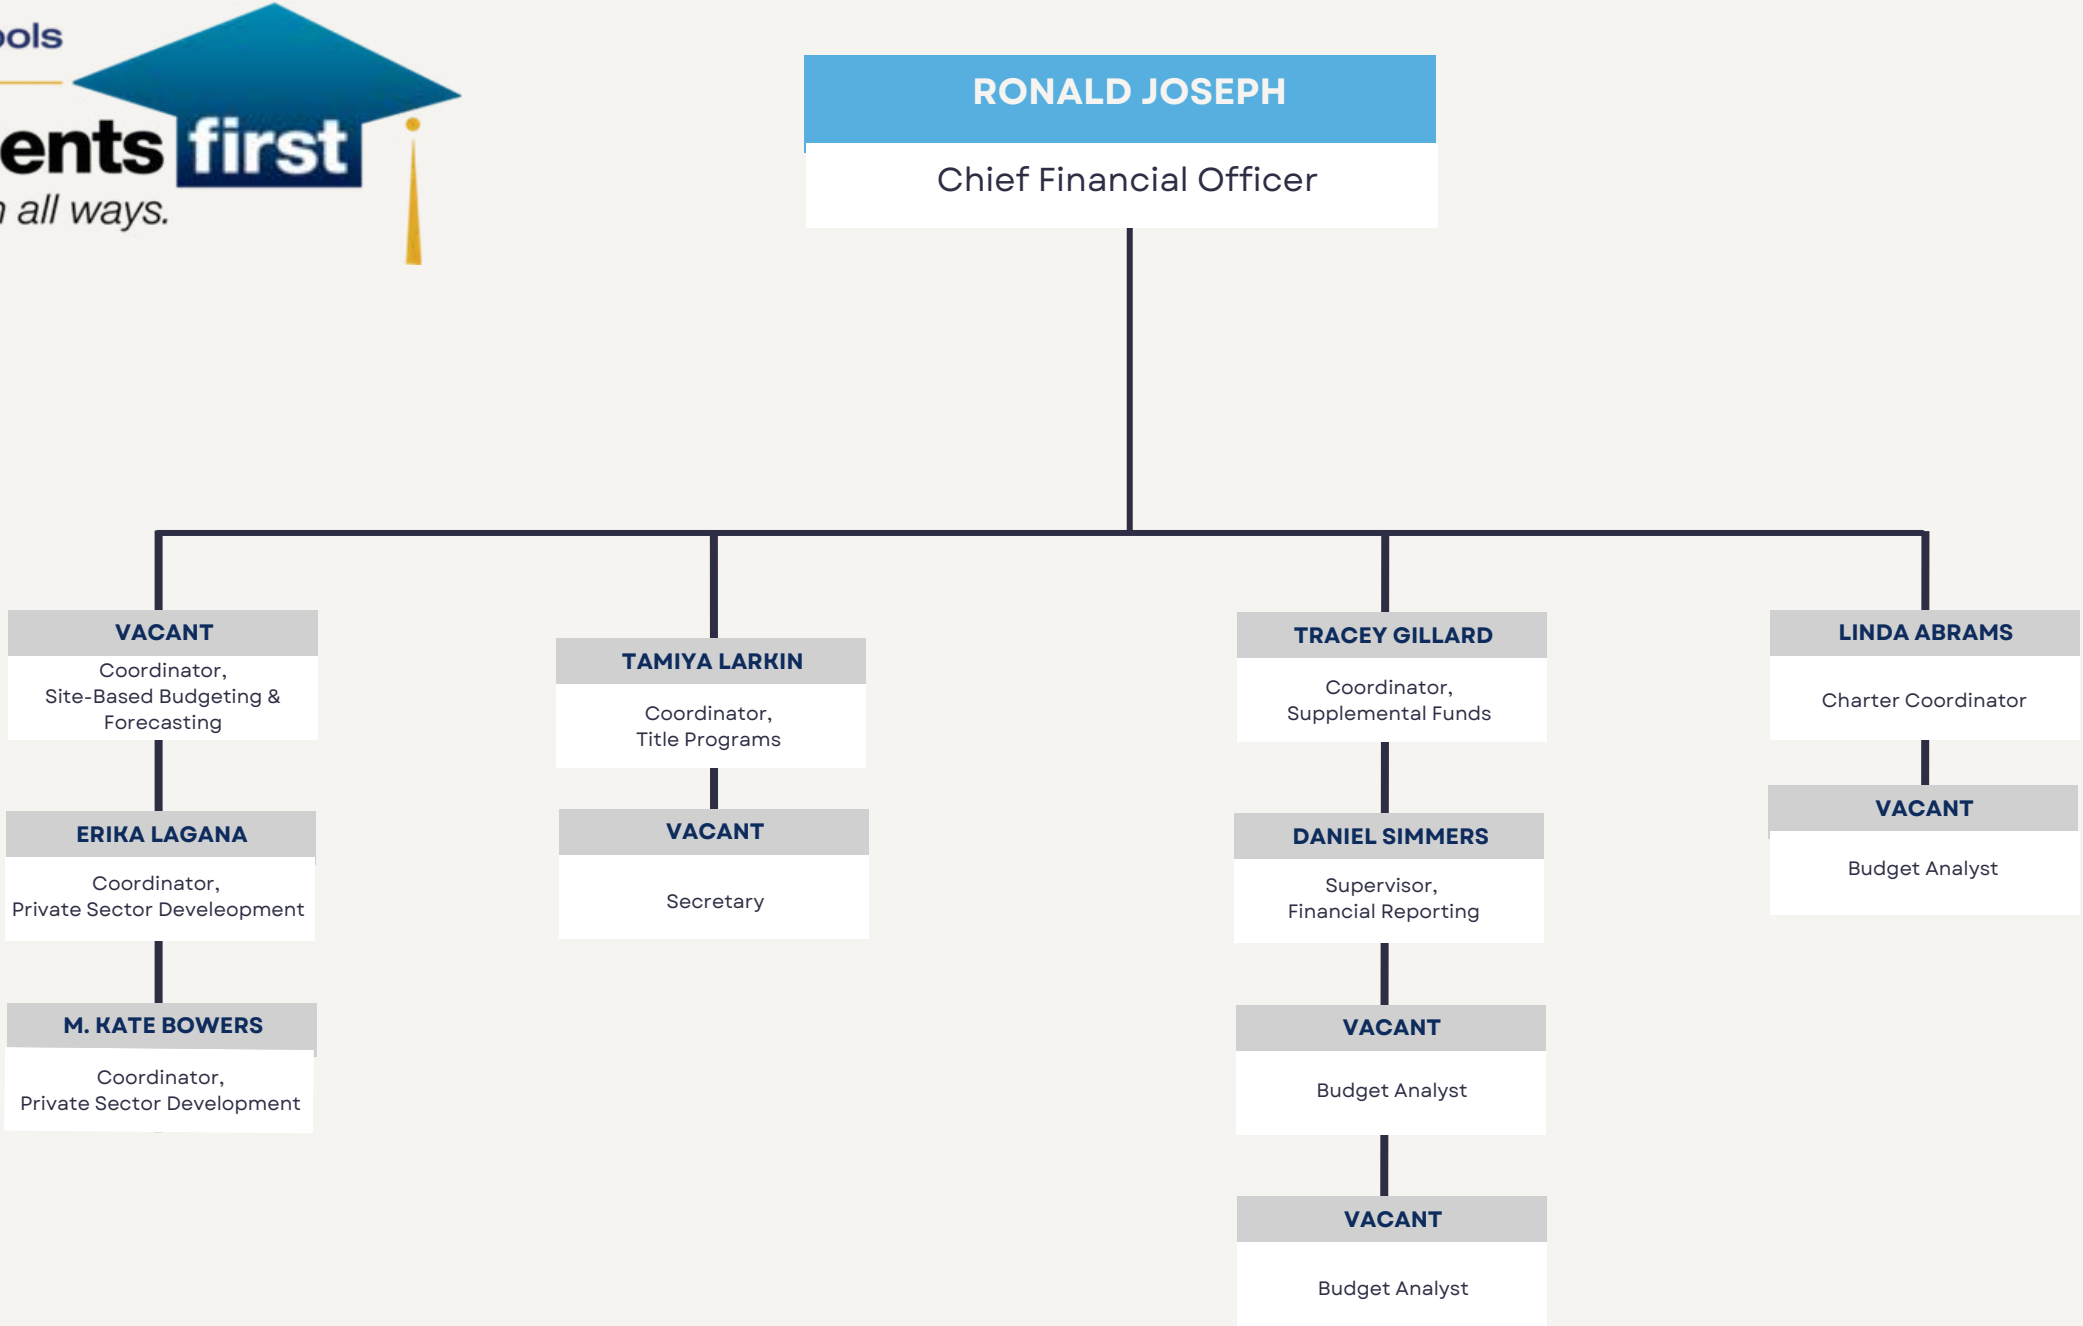 ools
ents first
n all ways.
RONALD JOSEPH
Chief Financial Officer
VACANT
Coordinator,
Site-Based Budgeting &
Forecasting
ERIKA LAGANA
Coordinator,
Private Sector Develeopment
M. KATE BOWERS
Coordinator,
Private Sector Development
TAMIYA LARKIN
Coordinator,
Title Programs
VACANT
Secretary
TRACEY GILLARD
Coordinator,
Supplemental Funds
DANIEL SIMMERS
Supervisor,
Financial Reporting
VACANT
Budget Analyst
VACANT
Budget Analyst
LINDA ABRAMS
Charter Coordinator
VACANT
Budget Analyst